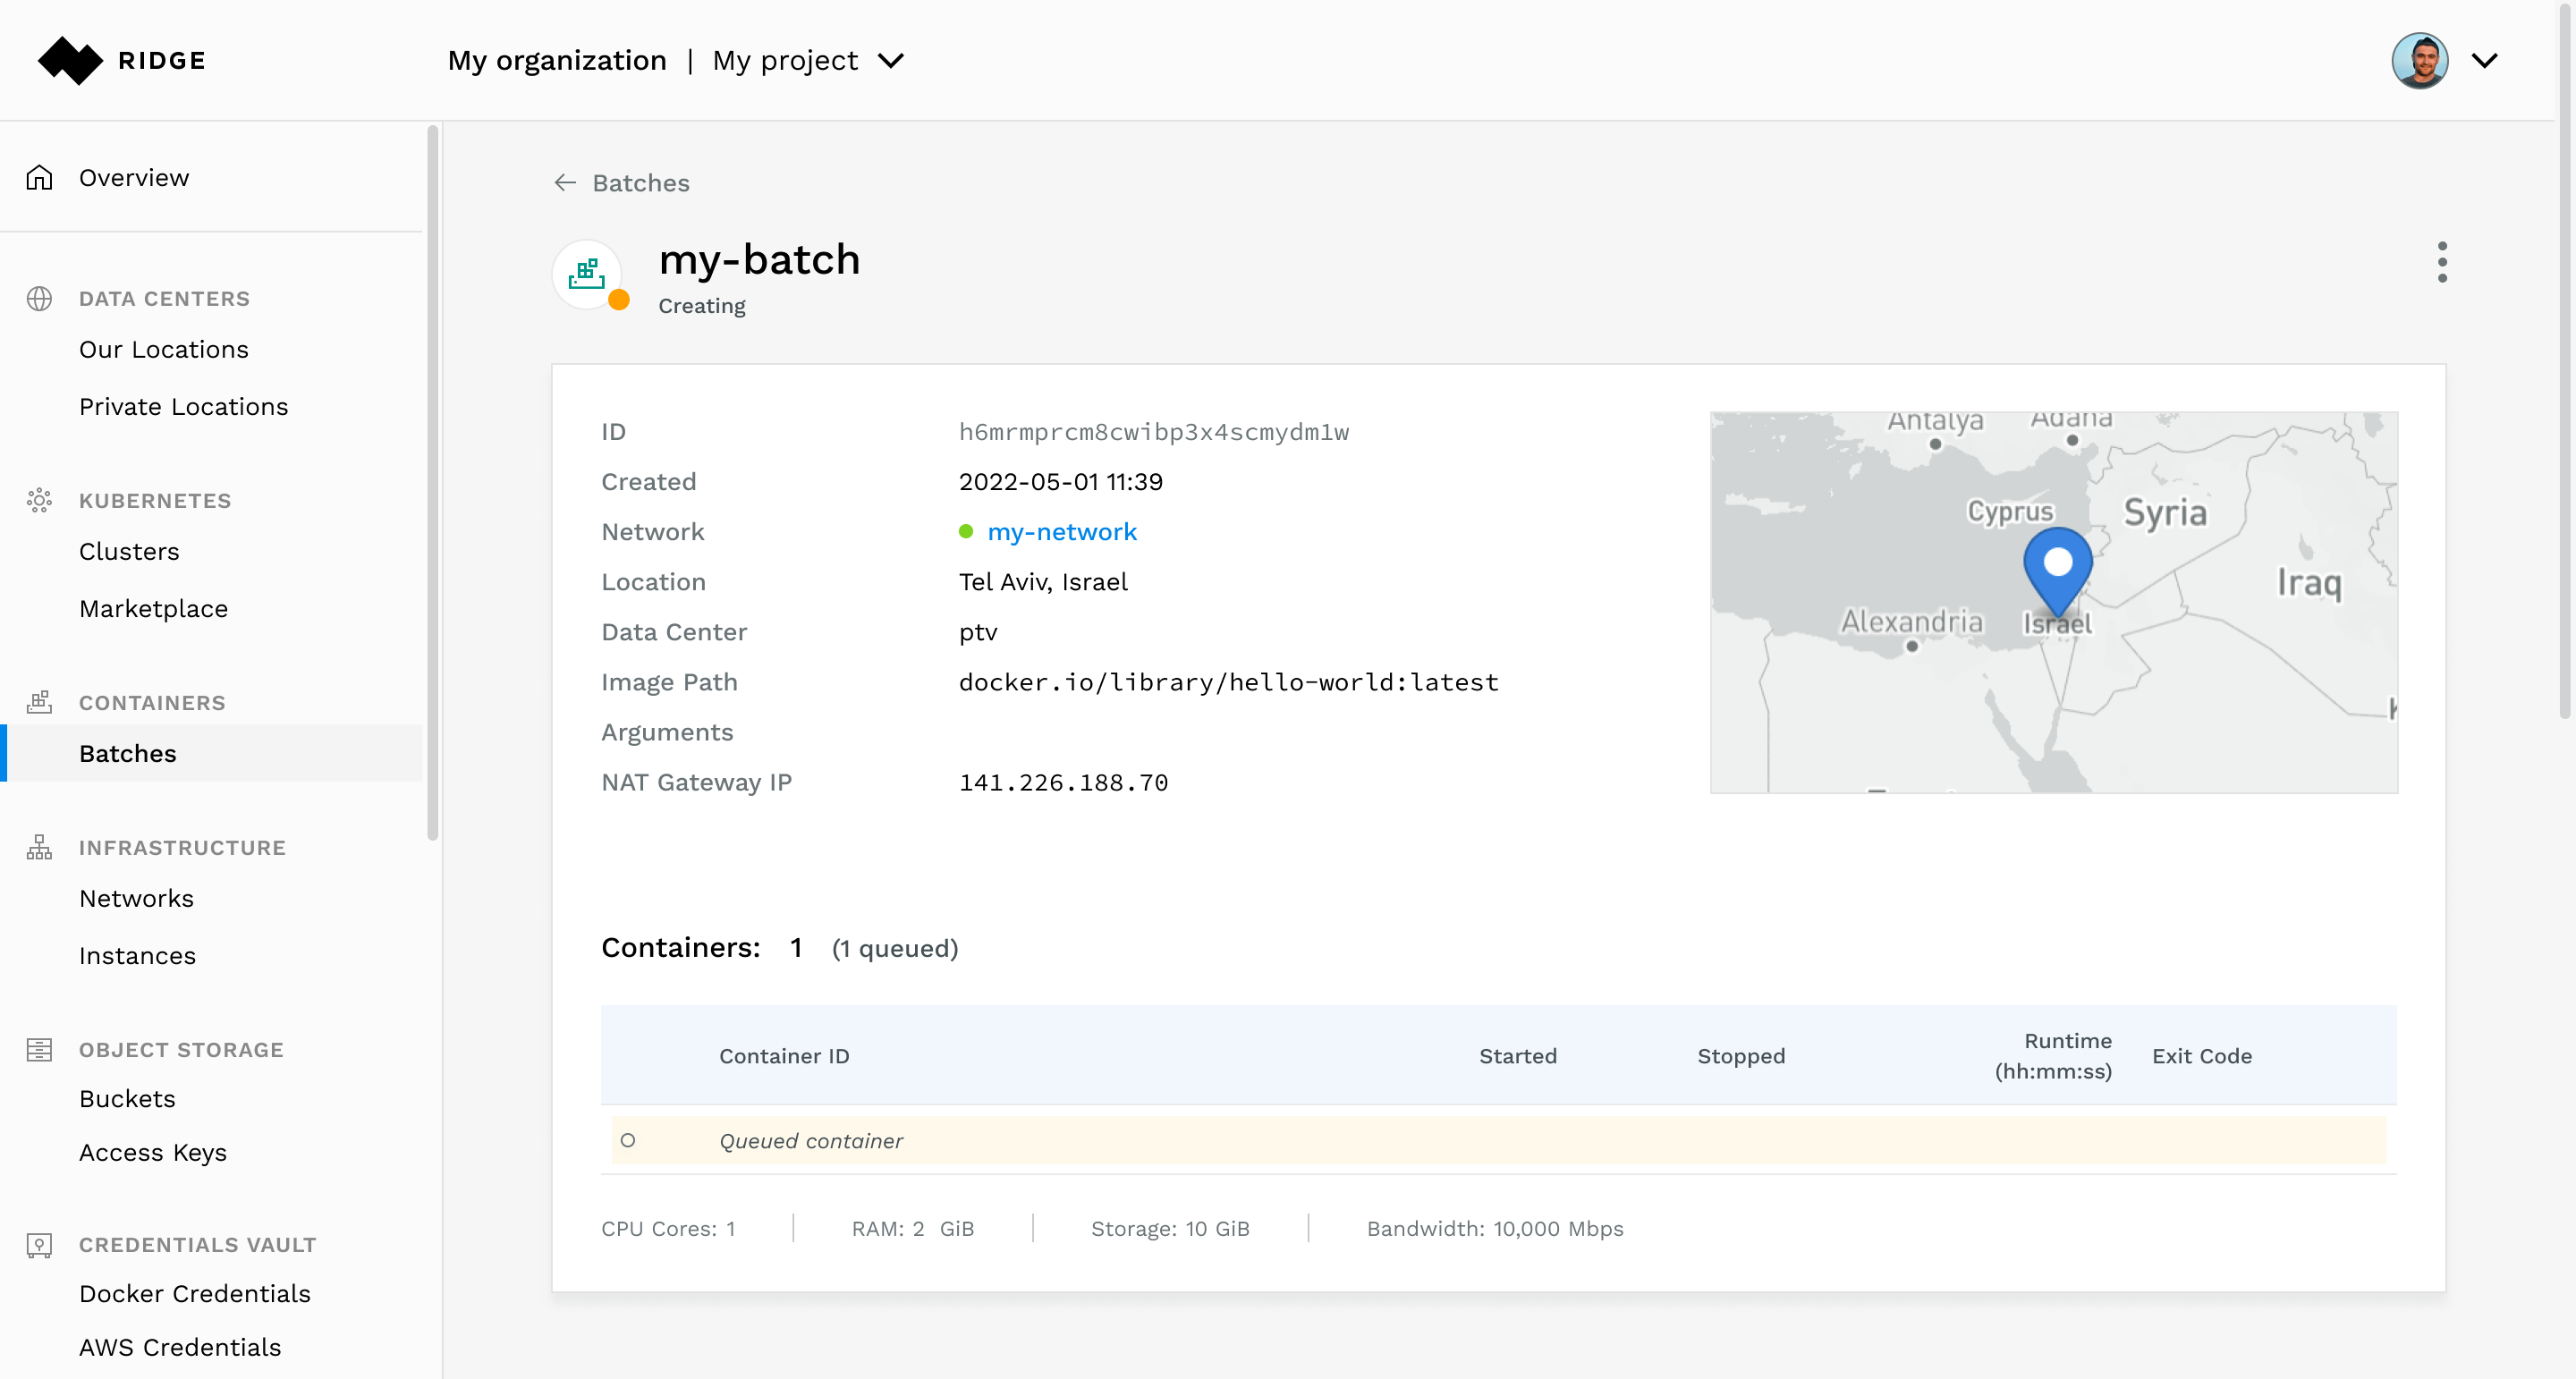 RIDGE
My organization | My project
Overview
DATA CENTERS
Our Locations
Private Locations
KUBERNETES
Clusters
Marketplace
CONTAINERS
Batches
INFRASTRUCTURE
Networks
Instances
OBJECT STORAGE
Buckets
Access Keys
CREDENTIALS VAULT
Docker Credentials
AWS Credentials
← Batches
my-batch
Creating
ID h6mrmprcm8cwibp3x4scmydm1w
Created 2022-05-01 11:39
Network my-network
Location Tel Aviv, Israel
Data Center ptv
Image Path docker.io/library/hello-world:latest
Arguments
NAT Gateway IP 141.226.188.70
Antalya Adana
Cyprus Syria
Iraq
Alexandria Israel
Containers: 1 (1 queued)
Container ID Started Stopped Runtime (hh:mm:ss) Exit Code
Queued container
CPU Cores: 1 RAM: 2 GiB Storage: 10 GiB Bandwidth: 10,000 Mbps